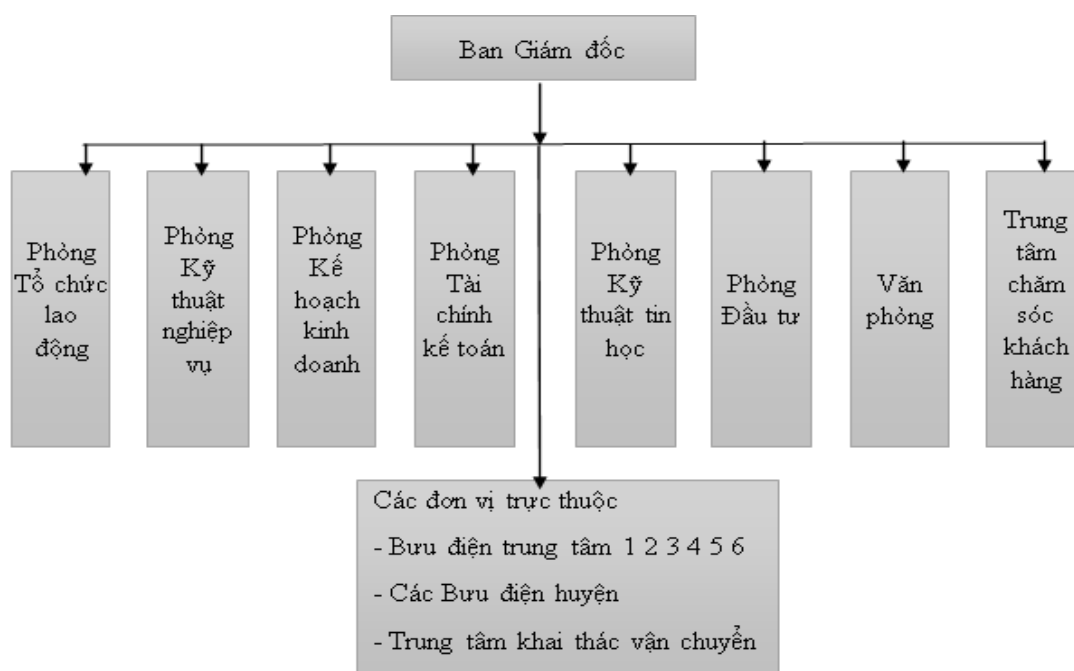 Ban Giám đốc
Phòng
Tổ chức
lao
động
Phòng
Kỹ
thuật
nghiệp
vụ
Phòng
Kế
hoạch
kinh
doanh
Phòng
Tài
chính
kế toán
Phòng
Kỹ
thuật tin
học
Phòng
Đầu tư
Văn
phòng
Trung
tâm
chăm
sóc
khách
hàng
Các đơn vị trực thuộc
- Bưu điện trung tâm 1 2 3 4 5 6
- Các Bưu điện huyện
- Trung tâm khai thác vận chuyển